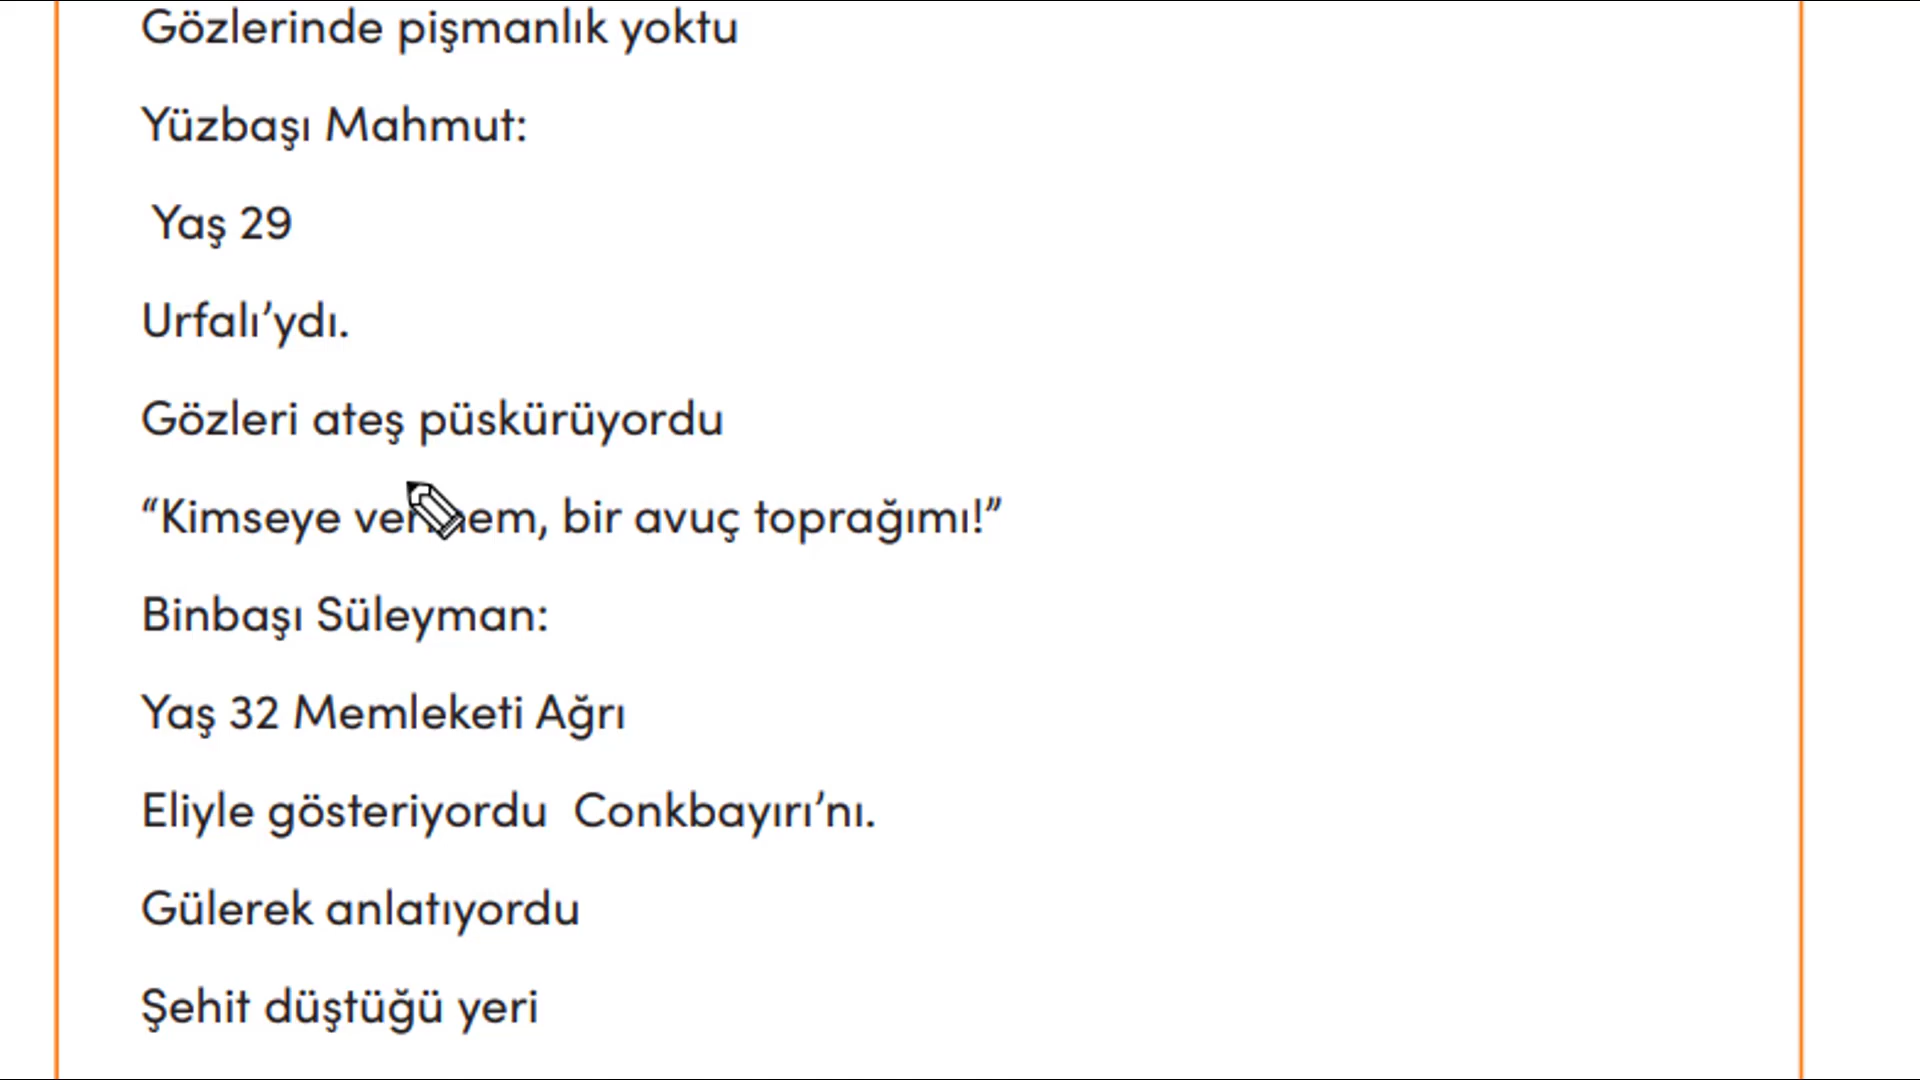 Gözlerinde pişmanlık yoktu
Yüzbaşı Mahmut:
Yaş 29
Urfalı’ydı.
Gözleri ateş püskürüyordu
“Kimseye vermem, bir avuç toprağımı!”
Binbaşı Süleyman:
Yaş 32 Memleketi Ağrı
Eliyle gösteriyordu  Conkbayırı’nı.
Gülerek anlatıyordu
Şehit düştüğü yeri